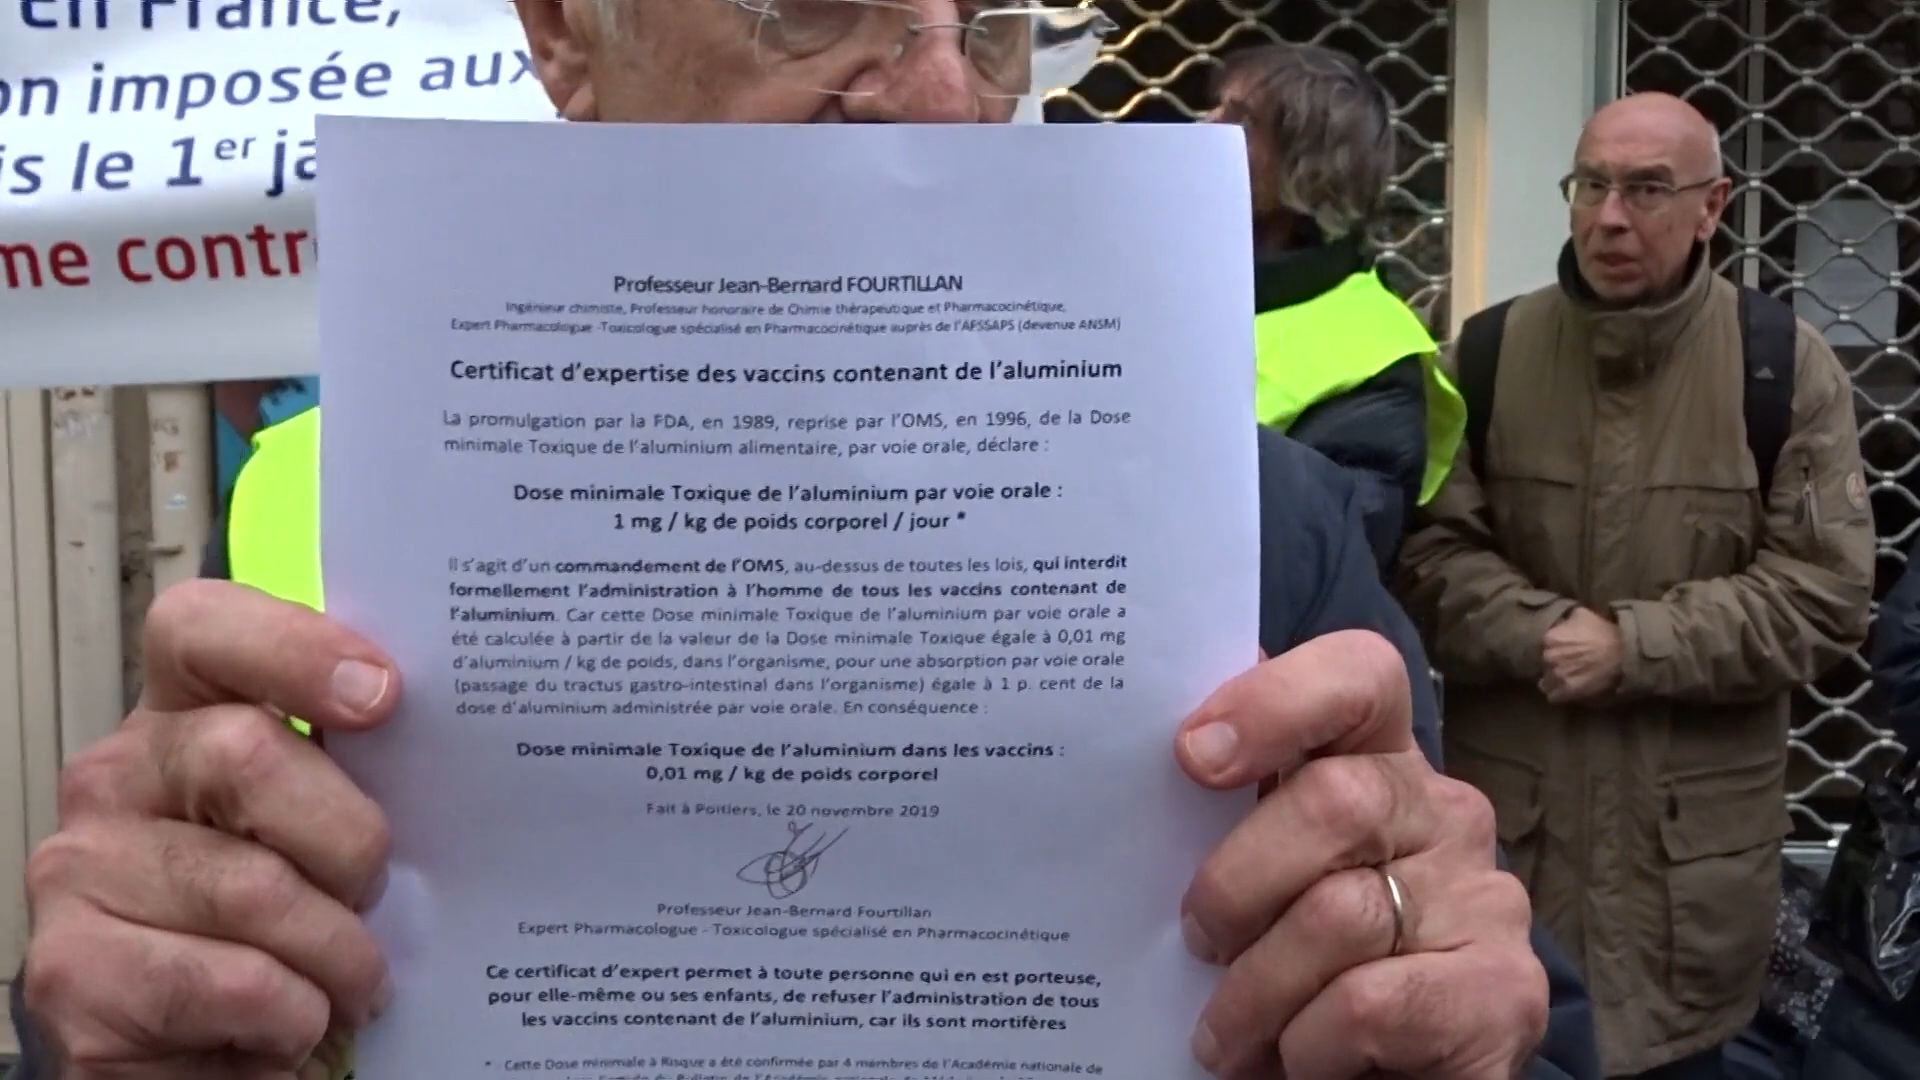 en France,
on imposée aux
is le 1er ja
me contr
Professeur Jean-Bernard FOURTILLAN
Ingénieur chimiste, Professeur honoraire de Chimie thérapeutique et Pharmacocinétique,
Expert Pharmacologue -Toxicologue spécialisé en Pharmacocinétique auprès de l'AFSSAPS (devenue ANSM)
Certificat d'expertise des vaccins contenant de l'aluminium
La promulgation par la FDA, en 1989, reprise par l'OMS, en 1996, de la Dose
minimale Toxique de l'aluminium alimentaire, par voie orale, déclare :
Dose minimale Toxique de l'aluminium par voie orale :
1 mg / kg de poids corporel / jour *
Il s'agit d'un commandement de l'OMS, au-dessus de toutes les lois, qui interdit
formellement l'administration à l'homme de tous les vaccins contenant de
l'aluminium. Car cette Dose minimale Toxique de l'aluminium par voie orale a
été calculée à partir de la valeur de la Dose minimale Toxique égale à 0,01 mg
d'aluminium / kg de poids, dans l'organisme, pour une absorption par voie orale
(passage du tractus gastro-intestinal dans l'organisme) égale à 1 p. cent de la
dose d'aluminium administrée par voie orale. En conséquence :
Dose minimale Toxique de l'aluminium dans les vaccins :
0,01 mg / kg de poids corporel
Fait à Poitiers, le 20 novembre 2019
Professeur Jean-Bernard Fourtillan
Expert Pharmacologue - Toxicologue spécialisé en Pharmacocinétique
Ce certificat d'expert permet à toute personne qui en est porteuse,
pour elle-même ou ses enfants, de refuser l'administration de tous
les vaccins contenant de l'aluminium, car ils sont mortifères
* : Cette Dose minimale à Risque a été confirmée par 4 membres de l'Académie nationale de